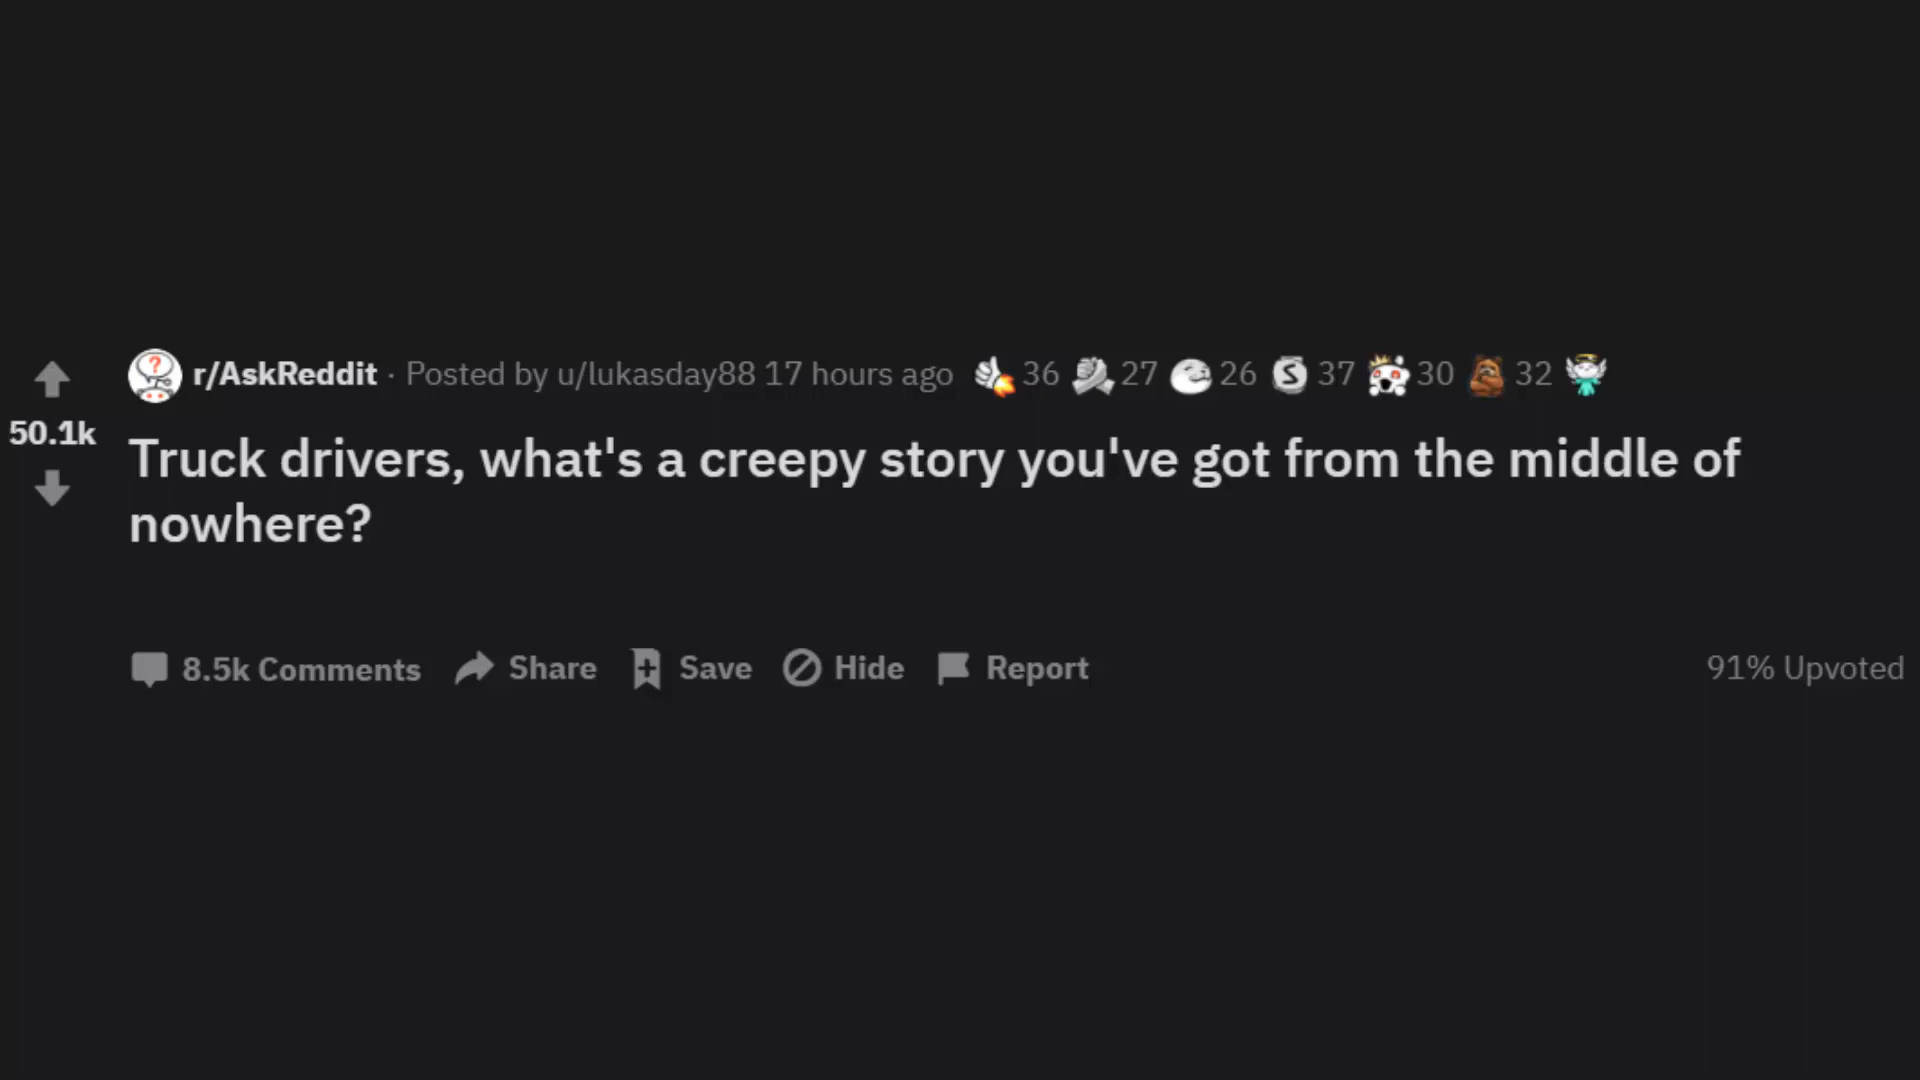 r/AskReddit · Posted by u/lukasday88 17 hours ago 36 27 26 S 37 30 32
50.1k
Truck drivers, what's a creepy story you've got from the middle of
nowhere?
8.5k Comments Share Save Hide Report 91% Upvoted